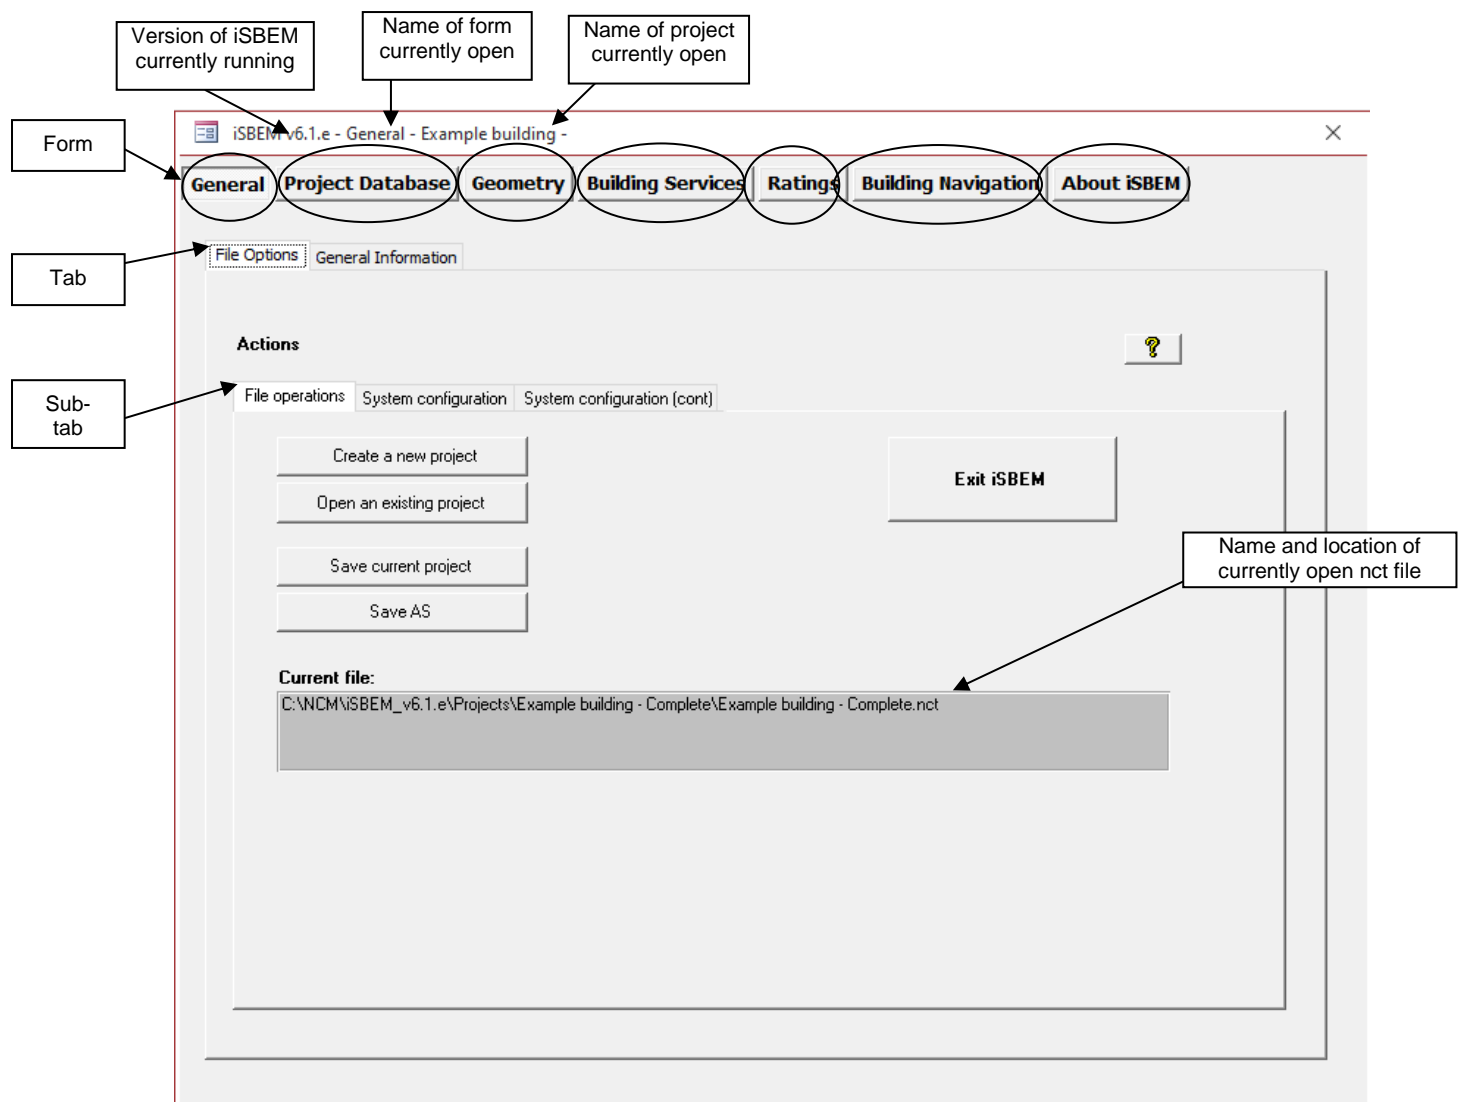 Version of iSBEM
currently running
Name of form
currently open
Name of project
currently open
Form
iSBEM v6.1.e - General - Example building -
General Project Database Geometry Building Services Ratings Building Navigation About iSBEM
Tab
File Options General Information
Actions
?
Sub-
tab
File operations System configuration System configuration (cont)
Create a new project
Exit iSBEM
Open an existing project
Save current project
Save AS
Name and location of
currently open nct file
Current file:
C:\NCM\iSBEM_v6.1.e\Projects\Example building - Complete\Example building - Complete.nct